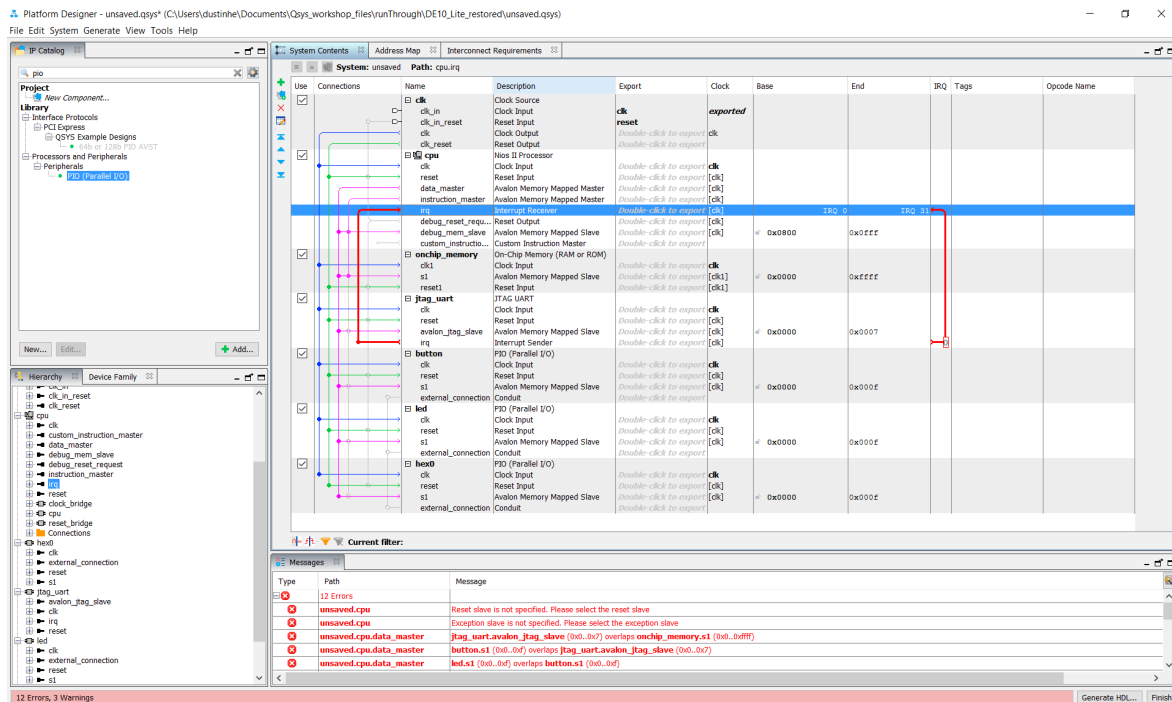 Platform Designer - unsaved.qsys* (C:\Users\dustinhe\Documents\Qsys_workshop_files\runThrough\DE10_Lite_restored\unsaved.qsys)
File Edit System Generate View Tools Help
IP Catalog
pio
Project
New Component...
Library
Interface Protocols
PCI Express
QSYS Example Designs
64b or 128b PIO AVST
Processors and Peripherals
Peripherals
PIO (Parallel I/O)
New... Edit... Add...
Hierarchy Device Family
clk_in
clk_in_reset
clk_reset
cpu
clk
custom_instruction_master
data_master
debug_mem_slave
debug_reset_request
instruction_master
irq
reset
clock_bridge
cpu
reset_bridge
Connections
hex0
clk
external_connection
reset
s1
jtag_uart
avalon_jtag_slave
clk
irq
reset
led
clk
external_connection
reset
s1
System Contents Address Map Interconnect Requirements
System: unsaved Path: cpu.irq
Use Connections Name Description Export Clock Base End IRQ Tags Opcode Name
clk Clock Source
clk_in Clock Input clk exported
clk_in_reset Reset Input reset
clk Clock Output Double-click to export clk
clk_reset Reset Output Double-click to export
cpu Nios II Processor
clk Clock Input Double-click to export clk
reset Reset Input Double-click to export [clk]
data_master Avalon Memory Mapped Master Double-click to export [clk]
instruction_master Avalon Memory Mapped Master Double-click to export [clk]
irq Interrupt Receiver Double-click to export [clk] IRQ 0 IRQ 31
debug_reset_requ... Reset Output Double-click to export [clk]
debug_mem_slave Avalon Memory Mapped Slave Double-click to export [clk] 0x0800 0x0fff
custom_instructio... Custom Instruction Master Double-click to export
onchip_memory On-Chip Memory (RAM or ROM)
clk1 Clock Input Double-click to export clk
s1 Avalon Memory Mapped Slave Double-click to export [clk1] 0x0000 0xffff
reset1 Reset Input Double-click to export [clk1]
jtag_uart JTAG UART
clk Clock Input Double-click to export clk
reset Reset Input Double-click to export [clk]
avalon_jtag_slave Avalon Memory Mapped Slave Double-click to export [clk] 0x0000 0x0007
irq Interrupt Sender Double-click to export [clk] 0
button PIO (Parallel I/O)
clk Clock Input Double-click to export clk
reset Reset Input Double-click to export [clk]
s1 Avalon Memory Mapped Slave Double-click to export [clk] 0x0000 0x000f
external_connection Conduit Double-click to export
led PIO (Parallel I/O)
clk Clock Input Double-click to export clk
reset Reset Input Double-click to export [clk]
s1 Avalon Memory Mapped Slave Double-click to export [clk] 0x0000 0x000f
external_connection Conduit Double-click to export
hex0 PIO (Parallel I/O)
clk Clock Input Double-click to export clk
reset Reset Input Double-click to export [clk]
s1 Avalon Memory Mapped Slave Double-click to export [clk] 0x0000 0x000f
external_connection Conduit Double-click to export
Current filter:
Messages
Type Path Message
12 Errors
unsaved.cpu Reset slave is not specified. Please select the reset slave
unsaved.cpu Exception slave is not specified. Please select the exception slave
unsaved.cpu.data_master jtag_uart.avalon_jtag_slave (0x0..0x7) overlaps onchip_memory.s1 (0x0..0xffff)
unsaved.cpu.data_master button.s1 (0x0..0xf) overlaps jtag_uart.avalon_jtag_slave (0x0..0x7)
unsaved.cpu.data_master led.s1 (0x0..0xf) overlaps button.s1 (0x0..0xf)
12 Errors, 3 Warnings
Generate HDL... Finish